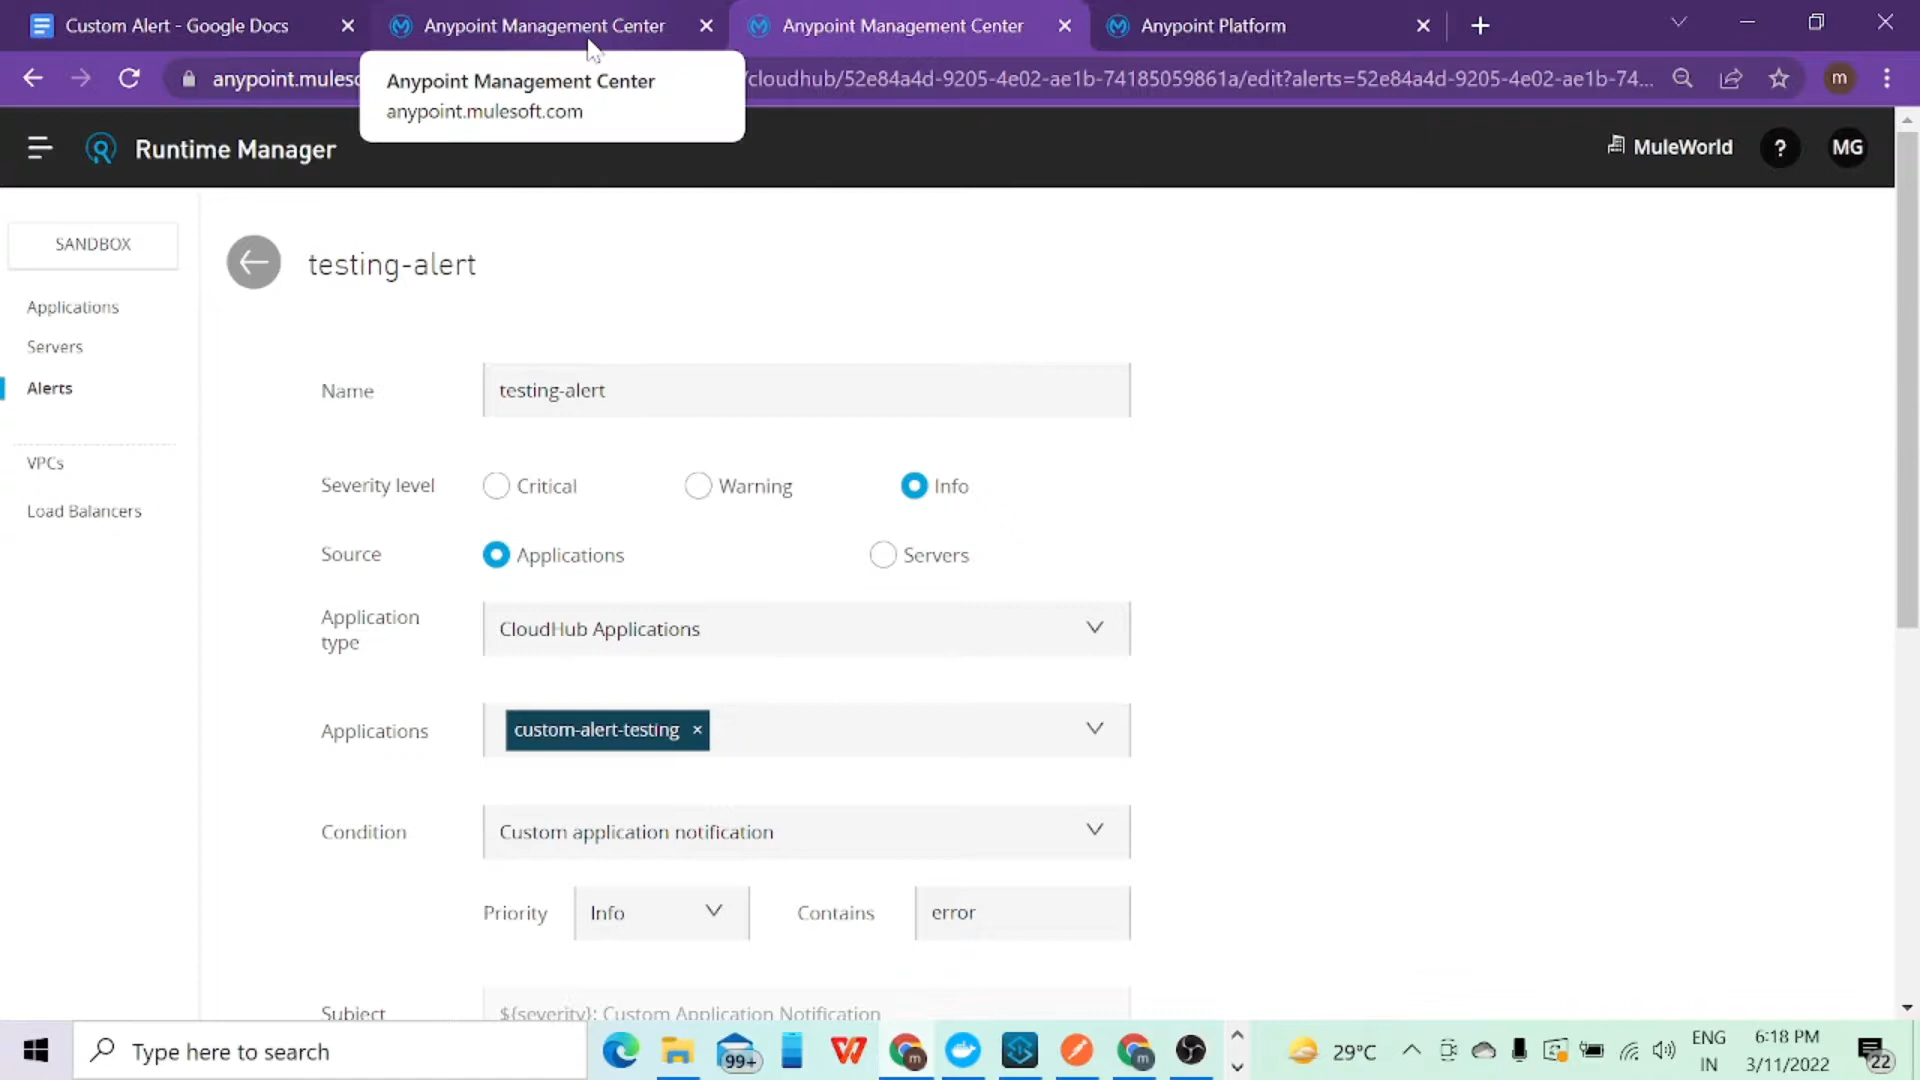 Custom Alert - Google Docs
Anypoint Management Center
Anypoint Management Center
Anypoint Platform
anypoint.muleso
/cloudhub/52e84a4d-9205-4e02-ae1b-74185059861a/edit?alerts=52e84a4d-9205-4e02-ae1b-74...
m
Anypoint Management Center
anypoint.mulesoft.com
Runtime Manager
MuleWorld
?
MG
SANDBOX
Applications
Servers
Alerts
VPCs
Load Balancers
testing-alert
Name
testing-alert
Severity level
Critical
Warning
Info
Source
Applications
Servers
Application
type
CloudHub Applications
Applications
custom-alert-testing ×
Condition
Custom application notification
Priority
Info
Contains
error
Subject
${severity}: Custom Application Notification
Type here to search
99+
m
m
29°C
ENG
IN
6:18 PM
3/11/2022
22